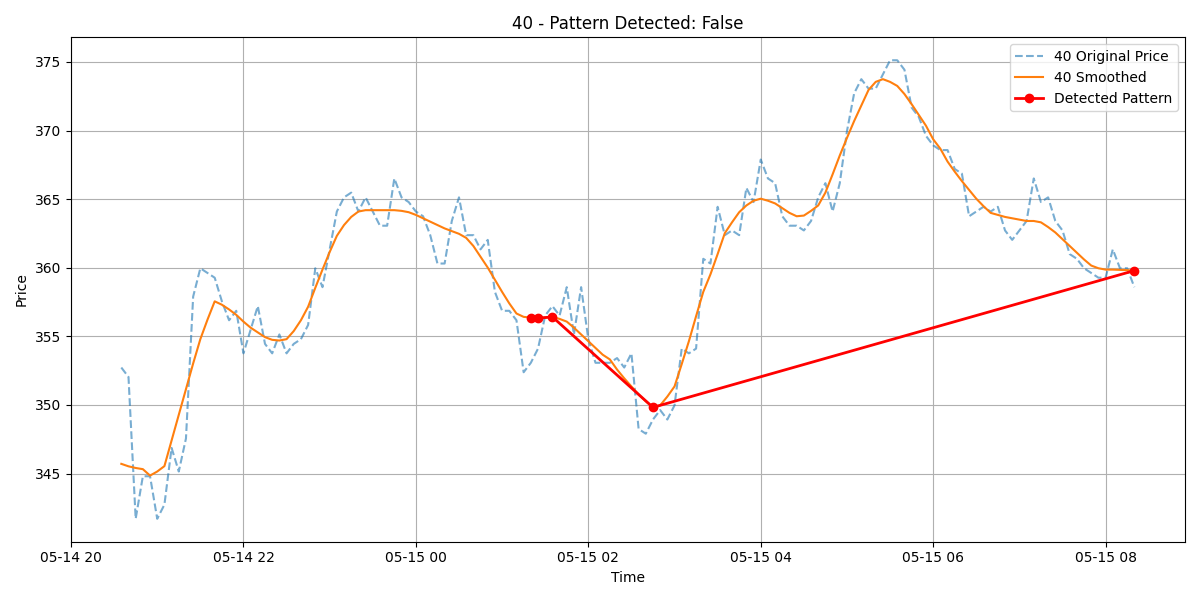 40 - Pattern Detected: False
40 Original Price
40 Smoothed
Detected Pattern
Price
375
370
365
360
355
350
345
05-14 20
05-14 22
05-15 00
05-15 02
05-15 04
05-15 06
05-15 08
Time